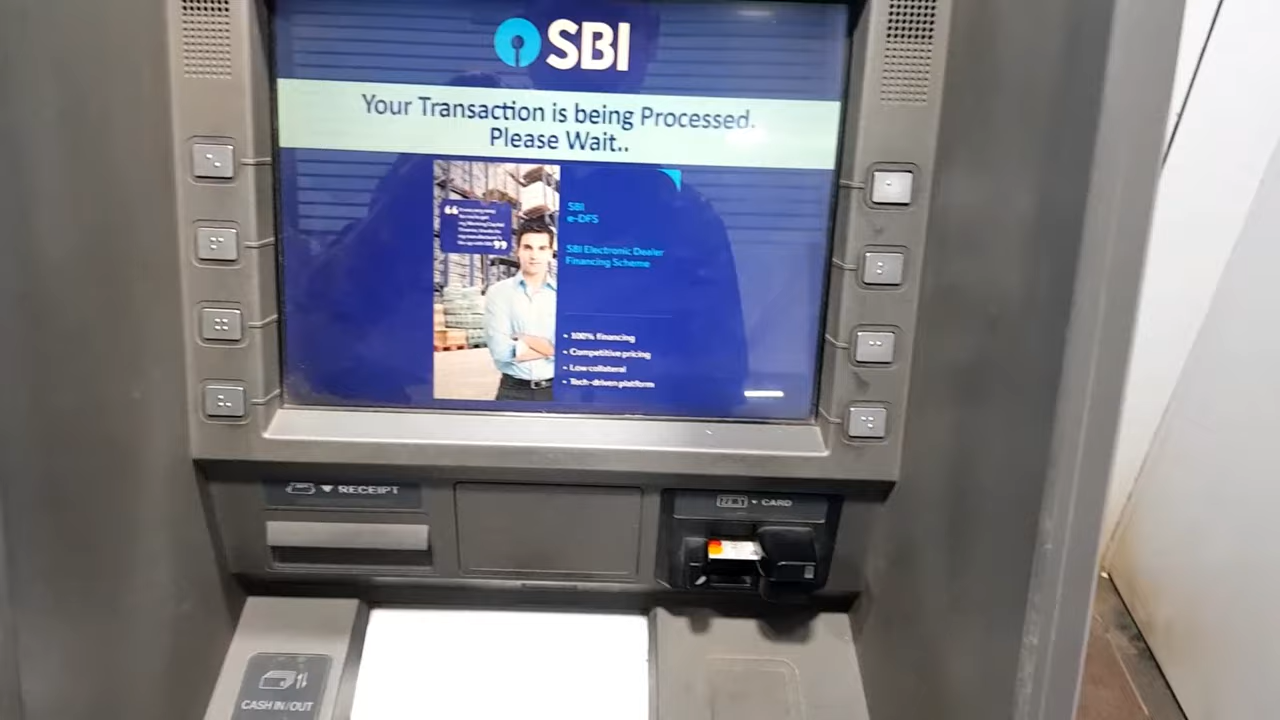 SBI
Your Transaction is being Processed.
Please Wait..
SBI
e-DFS
SBI Electronic Dealer
Financing Scheme
- 100% financing
- Competitive pricing
- Low collateral
- Tech-driven platform
RECEIPT
CARD
CASH IN/OUT